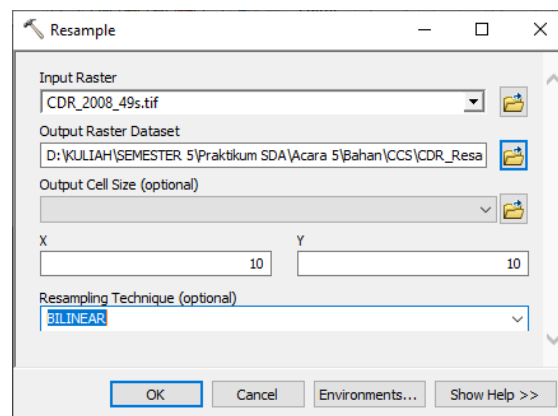 Resample
Input Raster
CDR_2008_49s.tif
Output Raster Dataset
D:\KULIAH\SEMESTER 5\Praktikum SDA\Acara 5\Bahan\CCS\CDR_Resa
Output Cell Size (optional)
X Y
10 10
Resampling Technique (optional)
BILINEAR
OK Cancel Environments... Show Help >>